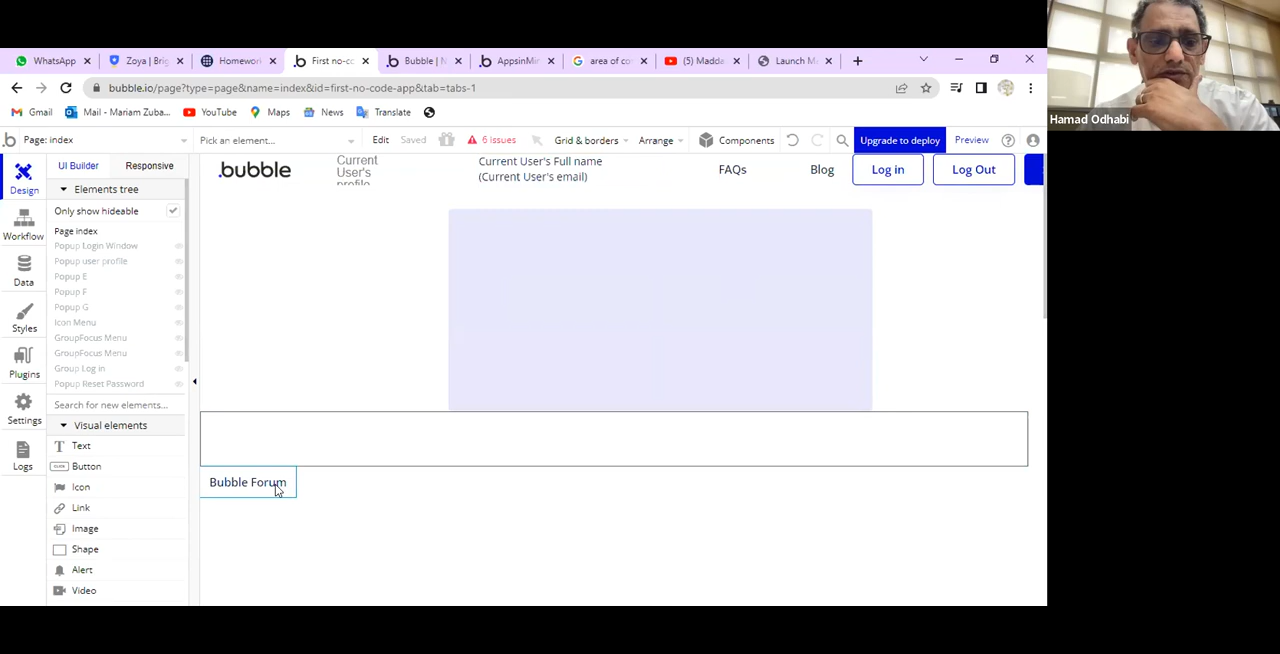 WhatsApp
Zoya | Brig
Homework
First no-co
Bubble | N
AppsinMin
area of co
(5) Madda
Launch M
bubble.io/page?type=page&name=index&id=first-no-code-app&tab=tabs-1
Gmail
Mail - Mariam Zuba...
YouTube
Maps
News
Translate
Hamad Odhabi
Page: index
Pick an element...
Edit
Saved
6 issues
Grid & borders
Arrange
Components
Upgrade to deploy
Preview
Design
Workflow
Data
Styles
Plugins
Settings
Logs
UI Builder
Responsive
Elements tree
Only show hideable
Page index
Popup Login Window
Popup user profile
Popup E
Popup F
Popup G
Icon Menu
GroupFocus Menu
GroupFocus Menu
Group Log in
Popup Reset Password
Search for new elements...
Visual elements
Text
CLICK
Button
Icon
Link
Image
Shape
Alert
Video
.bubble
Current
User's
profile
Current User's Full name
(Current User's email)
FAQs
Blog
Log in
Log Out
Bubble Forum